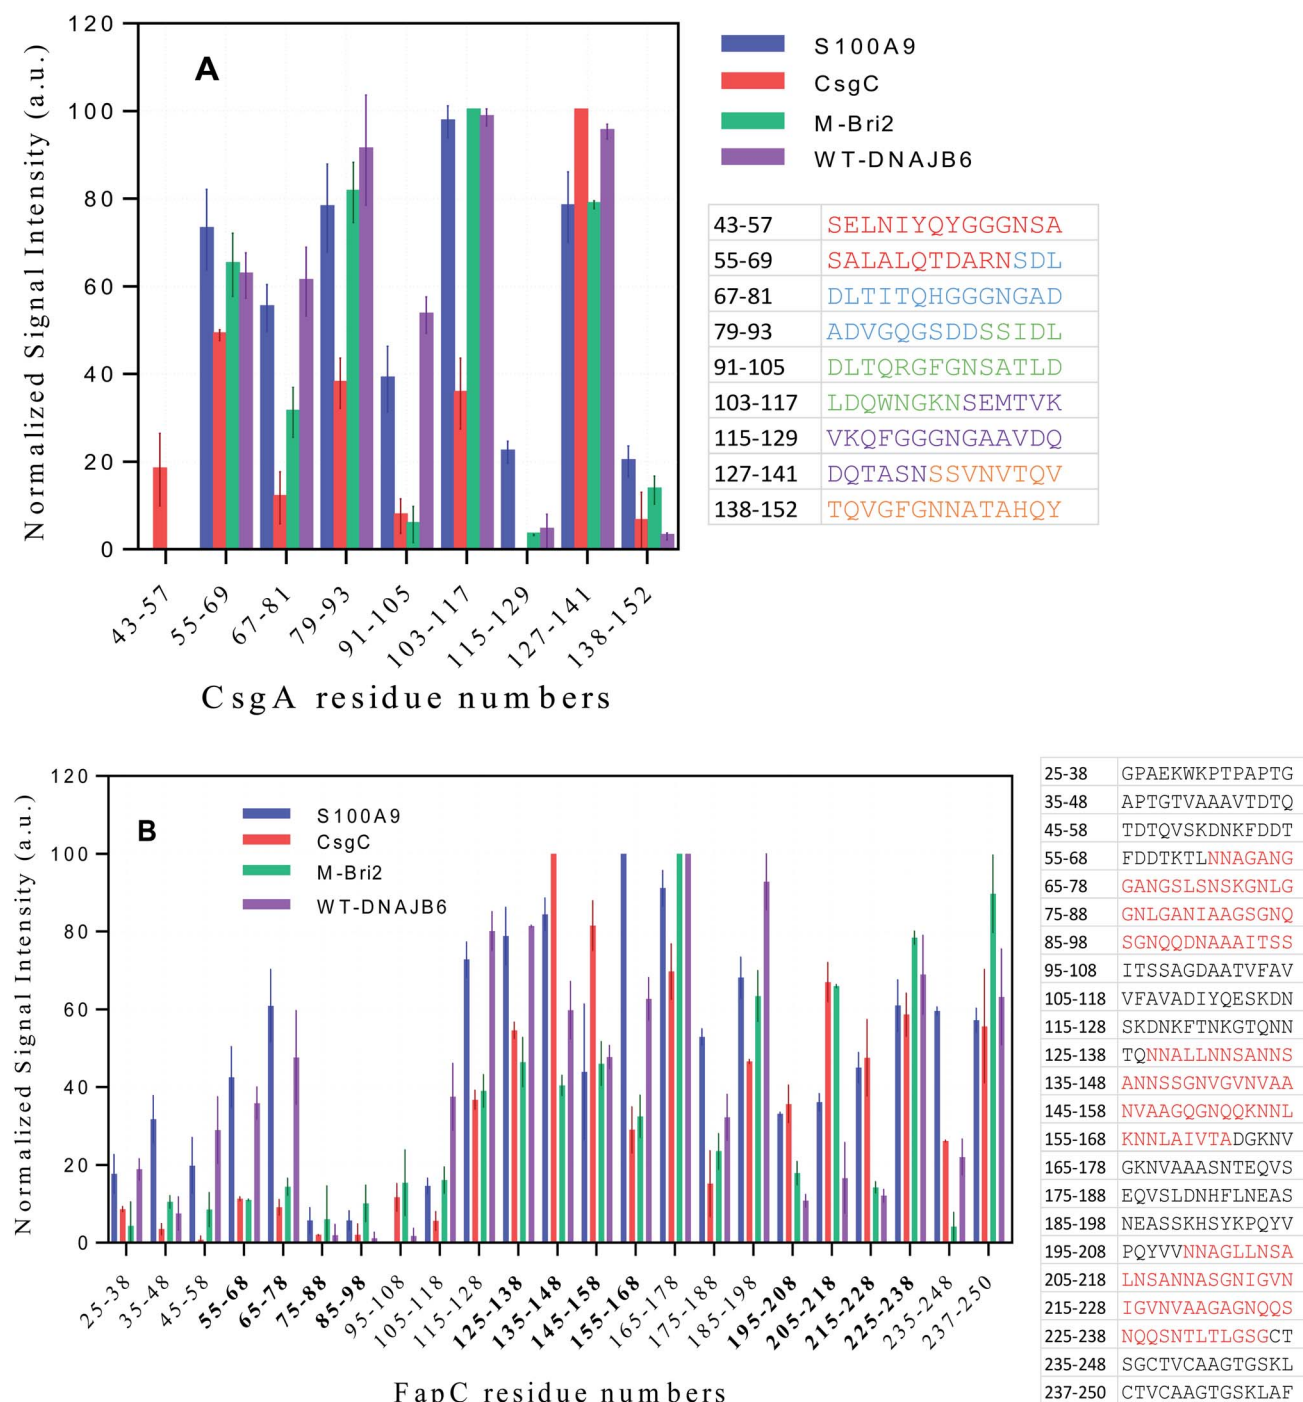 120
100
80
60
40
20
0
Normalized Signal Intensity (a.u.)
A
43-57
55-69
67-81
79-93
91-105
103-117
115-129
127-141
138-152
CsgA residue numbers
S100A9
CsgC
M-Bri2
WT-DNAJB6
43-57 SELNIYQYGGGNSA
55-69 SALALQTDARNSDL
67-81 DLTITQHGGGNGAD
79-93 ADVGQGSDDSSIDL
91-105 DLTQRGFGNSATLD
103-117 LDQWNGKNSEMTVK
115-129 VKQFGGGNGAAVDQ
127-141 DQTASNSSVNVTQV
138-152 TQVGFGNNATAHQY
120
100
80
60
40
20
0
Normalized Signal Intensity (a.u.)
B
S100A9
CsgC
M-Bri2
WT-DNAJB6
25-38
35-48
45-58
55-68
65-78
75-88
85-98
95-108
105-118
115-128
125-138
135-148
145-158
155-168
165-178
175-188
185-198
195-208
205-218
215-228
225-238
235-248
237-250
FapC residue numbers
25-38 GPAEKWKPTPAPTG
35-48 APTGTVAAAVTDTQ
45-58 TDTQVSKDNKFDDT
55-68 FDDTKTLNNAGANG
65-78 GANGSLSNSKGNLG
75-88 GNLGANIAAGSGNQ
85-98 SGNQQDNAAAITSS
95-108 ITSSAGDAATVFAV
105-118 VFAVADIYQESKDN
115-128 SKDNKFTNKGTQNN
125-138 TQNNALLNNSANNS
135-148 ANNSSGNVGVNVAA
145-158 NVAAGQGNQQKNNL
155-168 KNNLAIVTADGKNV
165-178 GKNVAAASNTEQVS
175-188 EQVSLDNHFLNEAS
185-198 NEASSKHSYKPQYV
195-208 PQYVVNNAGLLNSA
205-218 LNSANNASGNIGVN
215-228 IGVNVAAGAGNQQS
225-238 NQQSNTLTLGSGCT
235-248 SGCTVCAAGTGSKL
237-250 CTVCAAGTGSKLAF